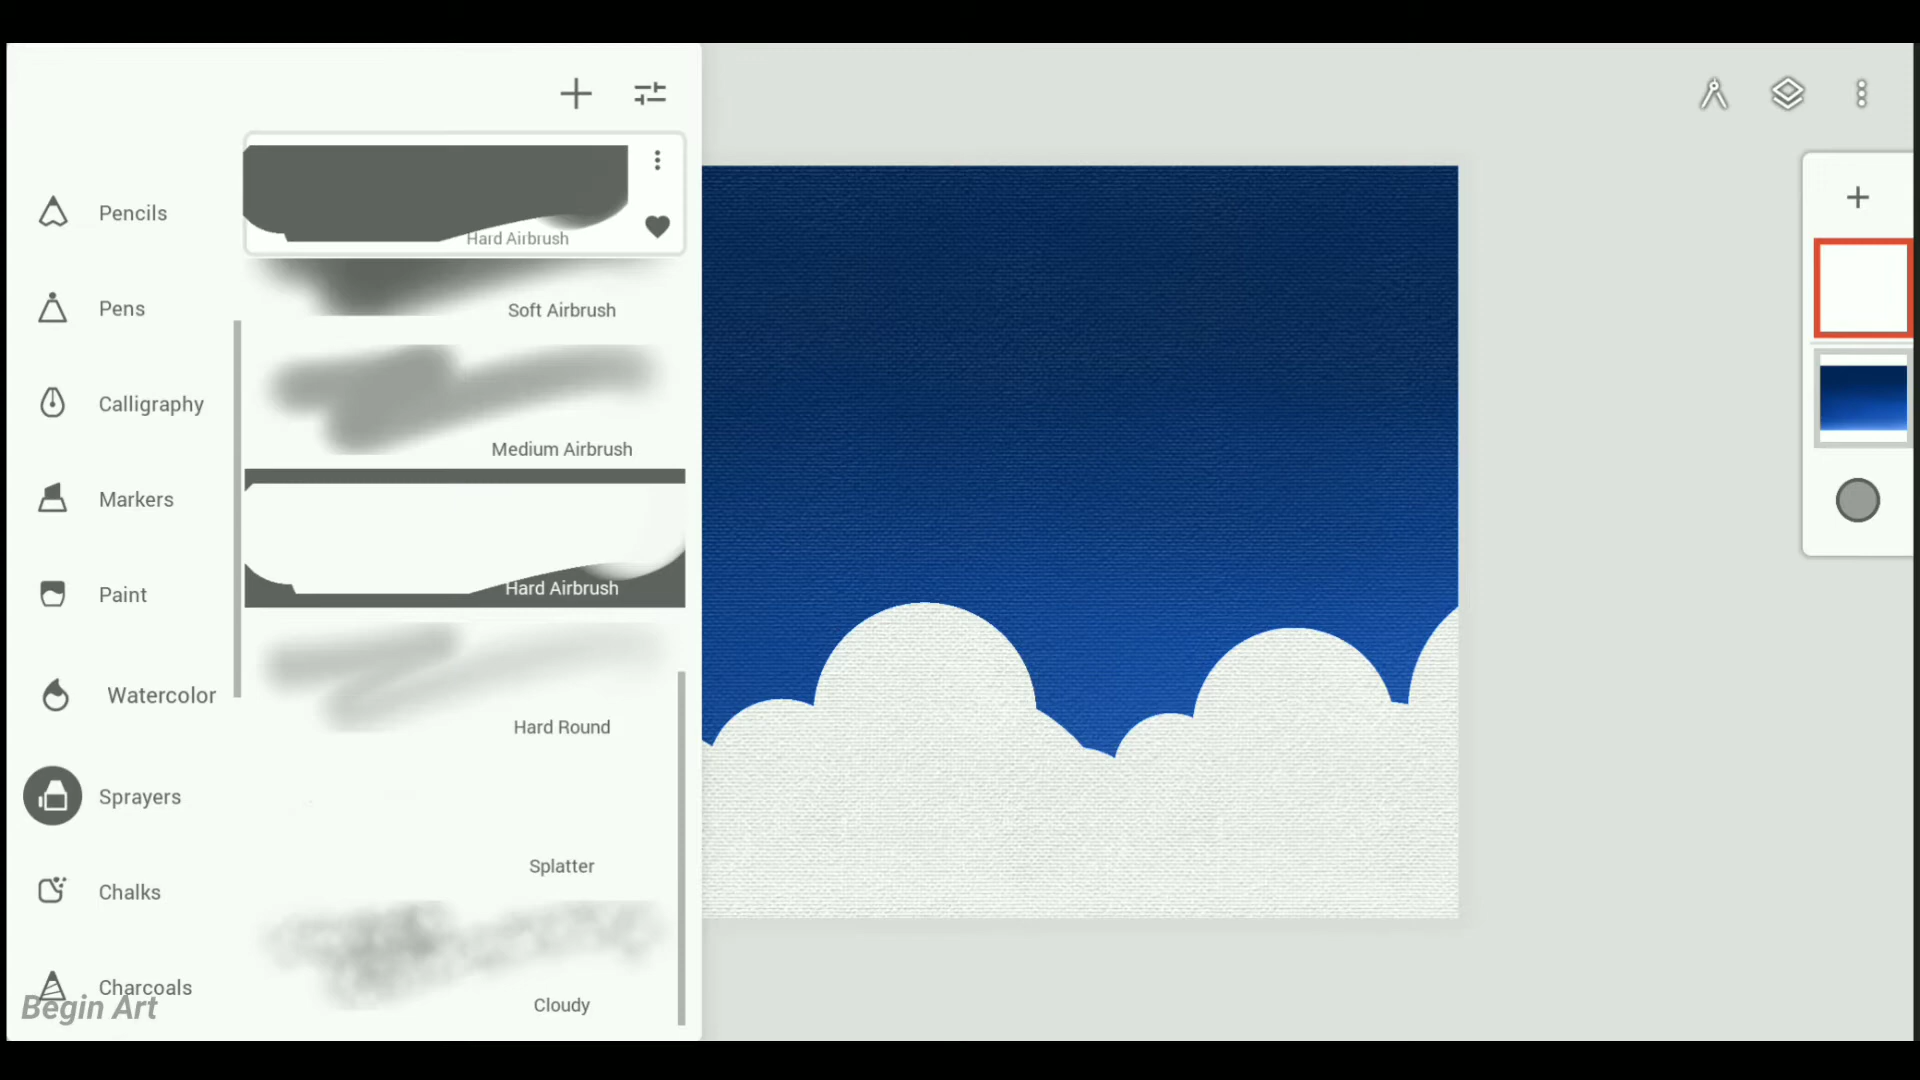 Pencils
Pens
Calligraphy
Markers
Paint
Watercolor
Sprayers
Chalks
Charcoals
Begin Art
Hard Airbrush
Soft Airbrush
Medium Airbrush
Hard Airbrush
Hard Round
Splatter
Cloudy